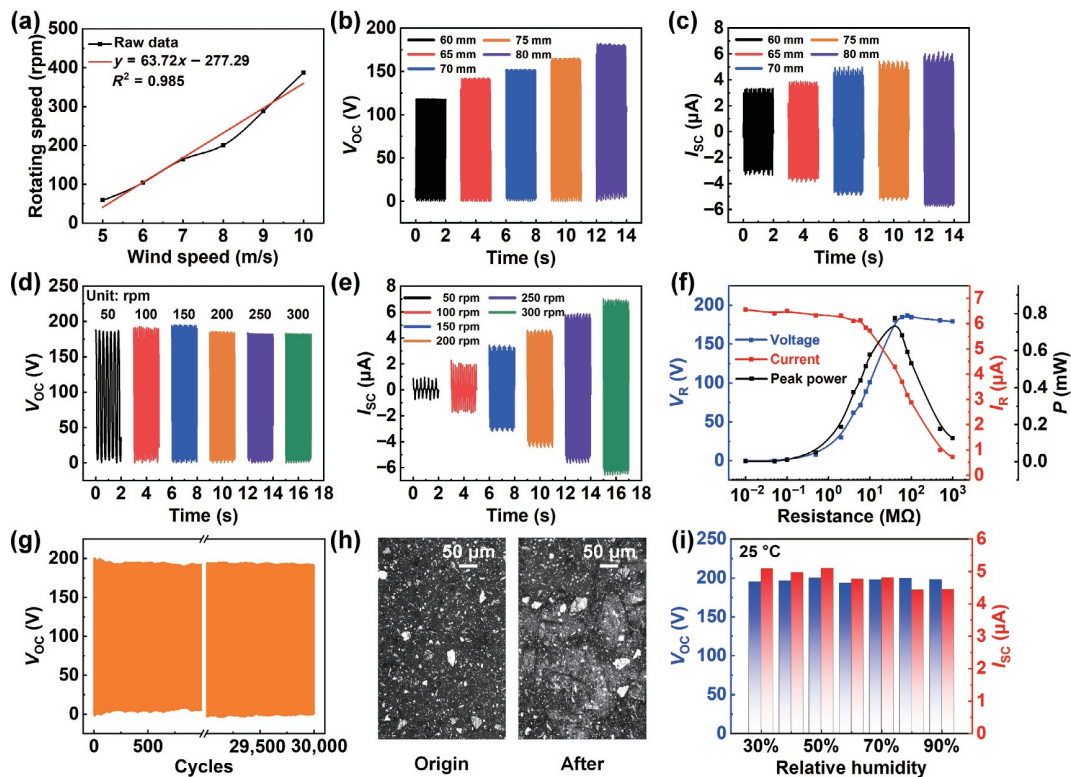 (a)
500
400
300
200
100
0
Rotating speed (rpm)
Raw data
y = 63.72x − 277.29
R² = 0.985
5 6 7 8 9 10
Wind speed (m/s)
(b)
200
150
100
50
0
VOC (V)
60 mm 75 mm
65 mm 80 mm
70 mm
0 2 4 6 8 10 12 14
Time (s)
(c)
8
6
4
2
0
−2
−4
−6
ISC (µA)
60 mm 75 mm
65 mm 80 mm
70 mm
0 2 4 6 8 10 12 14
Time (s)
(d)
250
200
150
100
50
0
VOC (V)
Unit: rpm
50 100 150 200 250 300
0 2 4 6 8 10 12 14 16 18
Time (s)
(e)
8
6
4
2
0
−2
−4
−6
ISC (µA)
50 rpm 250 rpm
100 rpm 300 rpm
150 rpm
200 rpm
0 2 4 6 8 10 12 14 16 18
Time (s)
(f)
200
150
100
50
0
VR (V)
Voltage
Current
Peak power
7
6
5
4
3
2
1
0
IR (µA)
0.8
0.4
0.0
P (mW)
10⁻² 10⁻¹ 10⁰ 10¹ 10² 10³
Resistance (MΩ)
(g)
200
150
100
50
0
VOC (V)
0 500 29,500 30,000
Cycles
(h)
50 µm 50 µm
Origin After
(i)
25 °C
250
200
150
100
50
0
VOC (V)
6
5
4
3
2
1
0
ISC (µA)
30% 50% 70% 90%
Relative humidity